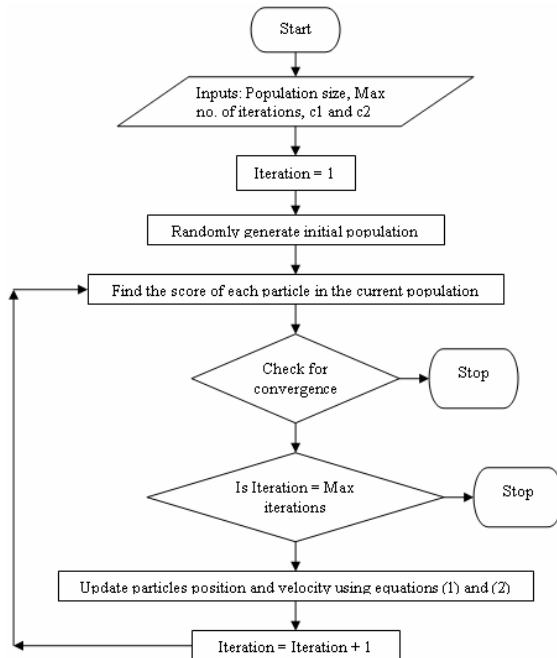 Start
Inputs: Population size, Max
no. of iterations, c1 and c2
Iteration = 1
Randomly generate initial population
Find the score of each particle in the current population
Check for
convergence
Stop
Is Iteration = Max
iterations
Stop
Update particles position and velocity using equations (1) and (2)
Iteration = Iteration + 1